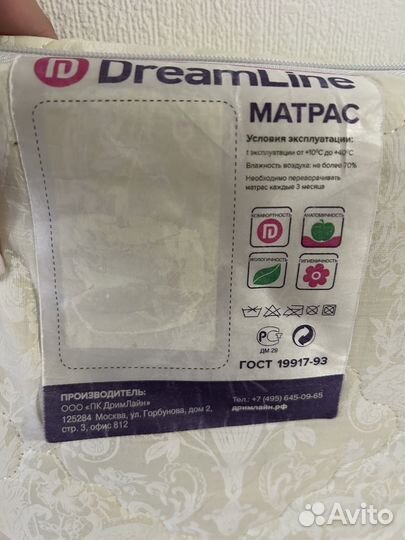 DreamLine
МАТРАС
Условия эксплуатации:
t эксплуатации от +10°С до +40°С
Влажность воздуха: не более 70%
Необходимо переворачивать
матрас каждые 3 месяца
КОМФОРТНОСТЬ
АНАТОМИЧНОСТЬ
ЭКОЛОГИЧНОСТЬ
ГИГИЕНИЧНОСТЬ
ДМ 29
ГОСТ 19917-93
ПРОИЗВОДИТЕЛЬ:
ООО «ПК ДримЛайн»
125284 Москва, ул. Горбунова, дом 2,
стр. 3, офис 812
Тел.: +7 (495) 645-09-65
дримлайн.рф
Avito